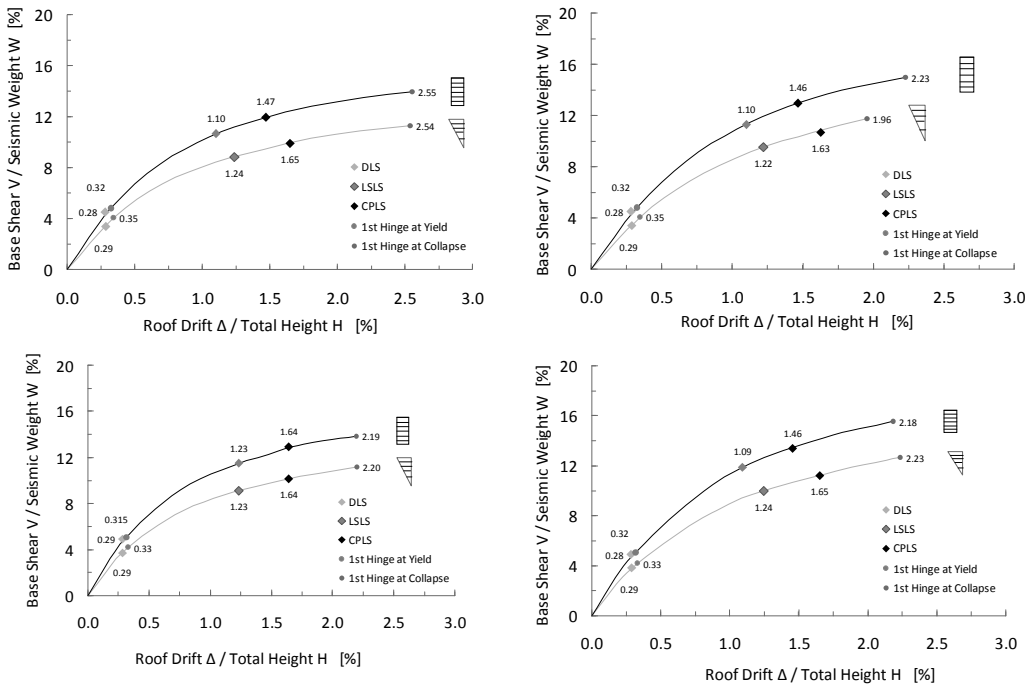 Base Shear V / Seismic Weight W [%]
20
16
12
8
4
0
0.32
0.28
0.29
0.35
1.10
1.47
2.55
1.24
1.65
2.54
DLS
LSLS
CPLS
1st Hinge at Yield
1st Hinge at Collapse
0.0 0.5 1.0 1.5 2.0 2.5 3.0
Roof Drift Δ / Total Height H [%]
Base Shear V / Seismic Weight W [%]
20
16
12
8
4
0
0.32
0.28
0.29
0.35
1.10
1.46
2.23
1.22
1.63
1.96
DLS
LSLS
CPLS
1st Hinge at Yield
1st Hinge at Collapse
0.0 0.5 1.0 1.5 2.0 2.5 3.0
Roof Drift Δ / Total Height H [%]
Base Shear V / Seismic Weight W [%]
20
16
12
8
4
0
0.315
0.29
0.29
0.33
1.23
1.64
2.19
1.23
1.64
2.20
DLS
LSLS
CPLS
1st Hinge at Yield
1st Hinge at Collapse
0.0 0.5 1.0 1.5 2.0 2.5 3.0
Roof Drift Δ / Total Height H [%]
Base Shear V / Seismic Weight W [%]
20
16
12
8
4
0
0.32
0.28
0.29
0.33
1.09
1.46
2.18
1.24
1.65
2.23
DLS
LSLS
CPLS
1st Hinge at Yield
1st Hinge at Collapse
0.0 0.5 1.0 1.5 2.0 2.5 3.0
Roof Drift Δ / Total Height H [%]